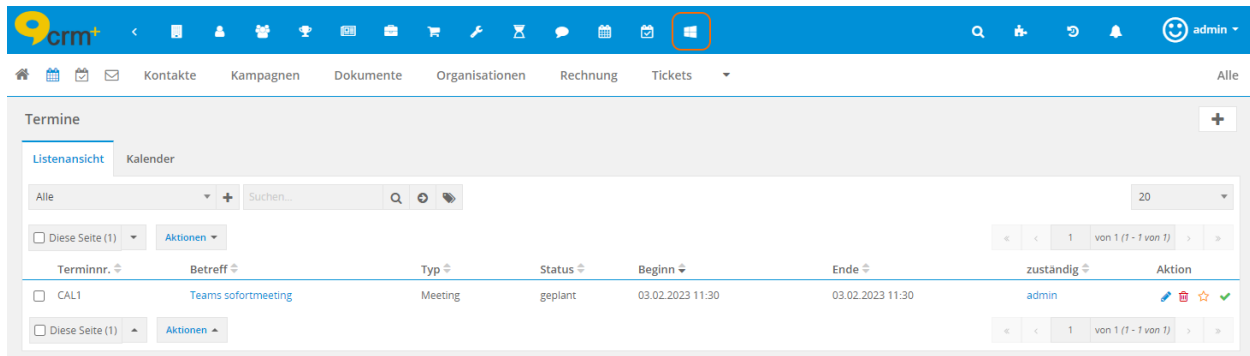 crm+
admin
Kontakte Kampagnen Dokumente Organisationen Rechnung Tickets Alle
Termine
Listenansicht Kalender
Alle Suchen... 20
Diese Seite (1) Aktionen 1 von 1 (1 - 1 von 1)
Terminnr. Betreff Typ Status Beginn Ende zuständig Aktion
CAL1 Teams sofortmeeting Meeting geplant 03.02.2023 11:30 03.02.2023 11:30 admin
Diese Seite (1) Aktionen 1 von 1 (1 - 1 von 1)